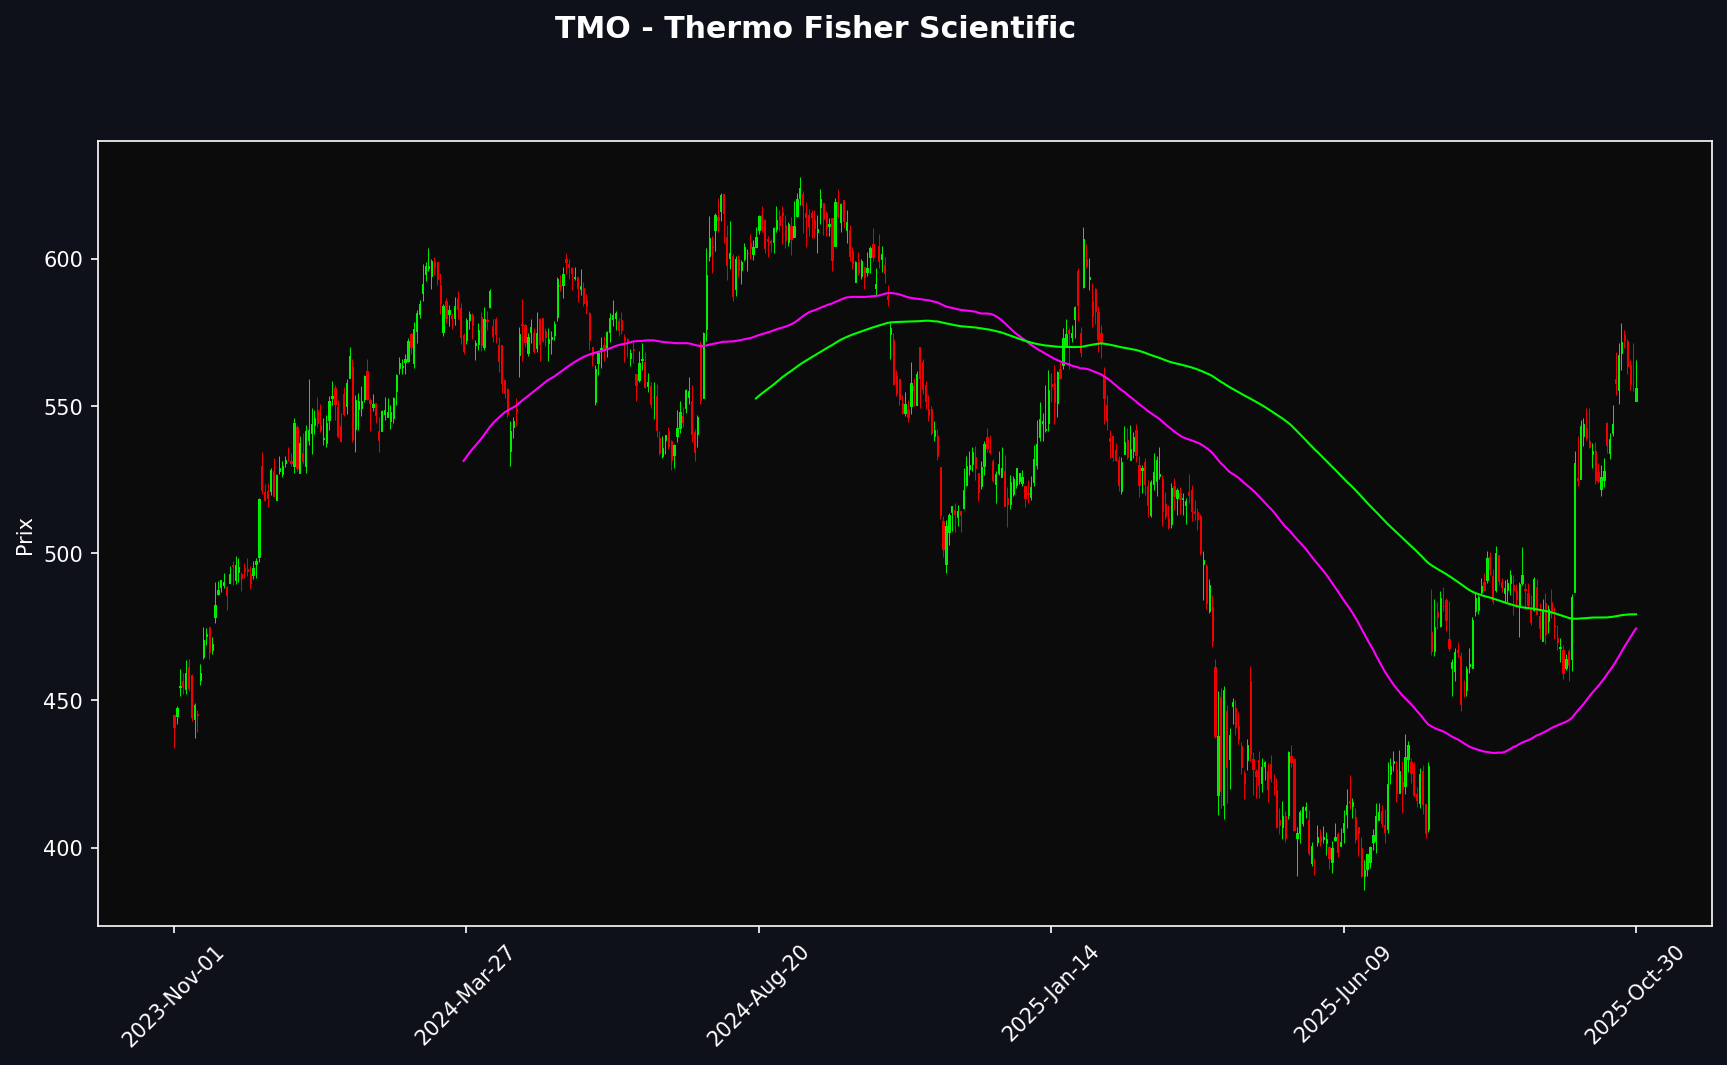 TMO - Thermo Fisher Scientific
Prix
600
550
500
450
400
2023-Nov-01
2024-Mar-27
2024-Aug-20
2025-Jan-14
2025-Jun-09
2025-Oct-30